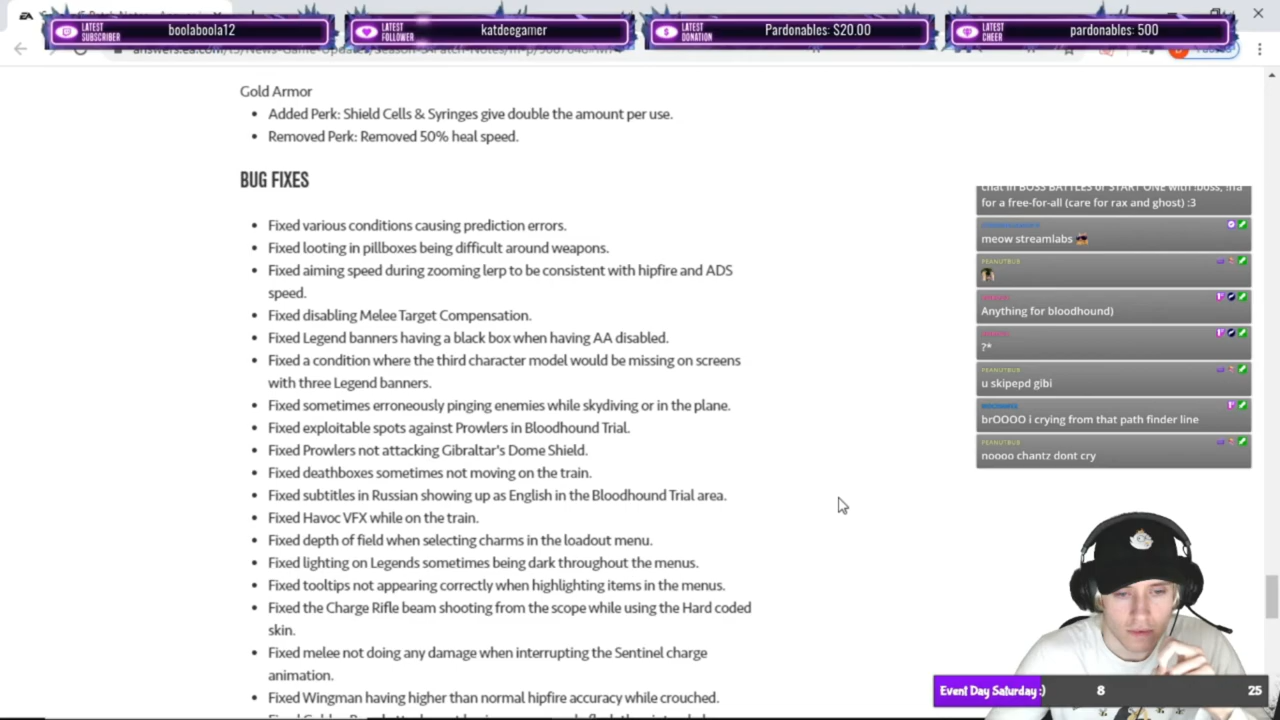 LATEST SUBSCRIBER boolaboola12
LATEST FOLLOWER katdeegamer
LATEST DONATION Pardonables: $20.00
LATEST CHEER pardonables: 500
Gold Armor
• Added Perk: Shield Cells & Syringes give double the amount per use.
• Removed Perk: Removed 50% heal speed.
BUG FIXES
• Fixed various conditions causing prediction errors.
• Fixed looting in pillboxes being difficult around weapons.
• Fixed aiming speed during zooming lerp to be consistent with hipfire and ADS
speed.
• Fixed disabling Melee Target Compensation.
• Fixed Legend banners having a black box when having AA disabled.
• Fixed a condition where the third character model would be missing on screens
with three Legend banners.
• Fixed sometimes erroneously pinging enemies while skydiving or in the plane.
• Fixed exploitable spots against Prowlers in Bloodhound Trial.
• Fixed Prowlers not attacking Gibraltar's Dome Shield.
• Fixed deathboxes sometimes not moving on the train.
• Fixed subtitles in Russian showing up as English in the Bloodhound Trial area.
• Fixed Havoc VFX while on the train.
• Fixed depth of field when selecting charms in the loadout menu.
• Fixed lighting on Legends sometimes being dark throughout the menus.
• Fixed tooltips not appearing correctly when highlighting items in the menus.
• Fixed the Charge Rifle beam shooting from the scope while using the Hard coded
skin.
• Fixed melee not doing any damage when interrupting the Sentinel charge
animation.
• Fixed Wingman having higher than normal hipfire accuracy while crouched.
chat in BOSS BATTLES or START ONE with !boss, !ffa
for a free-for-all (care for rax and ghost) :3
meow streamlabs
PEANUTBUB
Anything for bloodhound)
?*
PEANUTBUB
u skipepd gibi
brOOOO i crying from that path finder line
PEANUTBUB
noooo chantz dont cry
Event Day Saturday :) 8 25